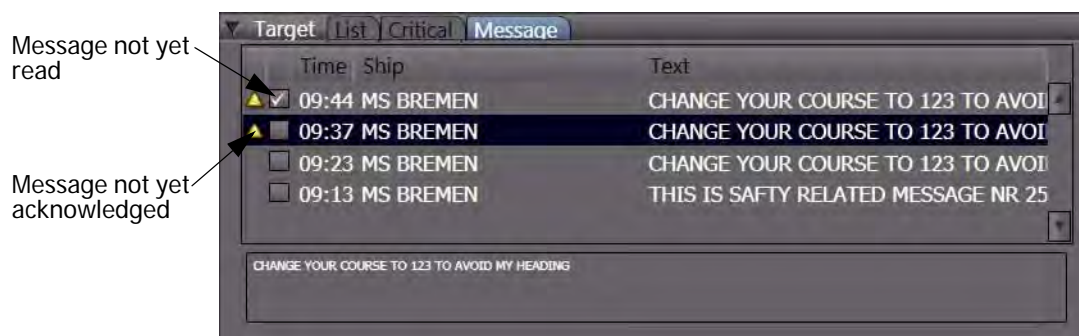 Message not yet
read
Message not yet
acknowledged
Target List Critical Message
Time Ship Text
09:44 MS BREMEN CHANGE YOUR COURSE TO 123 TO AVOI
09:37 MS BREMEN CHANGE YOUR COURSE TO 123 TO AVOI
09:23 MS BREMEN CHANGE YOUR COURSE TO 123 TO AVOI
09:13 MS BREMEN THIS IS SAFTY RELATED MESSAGE NR 25
CHANGE YOUR COURSE TO 123 TO AVOID MY HEADING